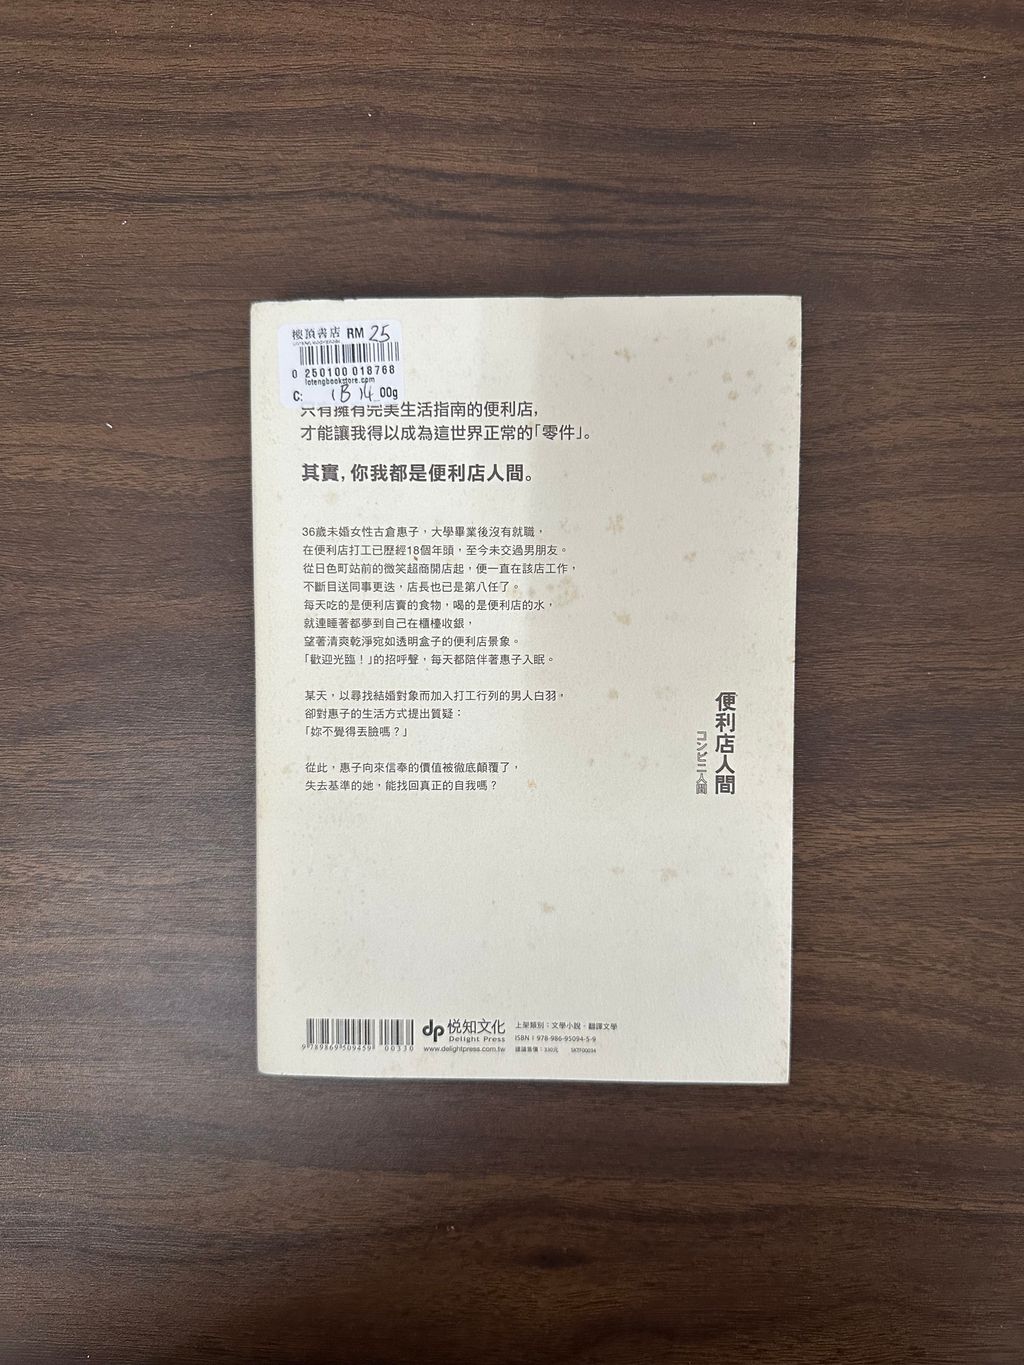 樓頂書店 RM 25
0 250100 018768
lotengbookstore.com
C: (B)4 00g
只有擁有完美生活指南的便利店，
才能讓我得以成為這世界正常的「零件」。
其實，你我都是便利店人間。
36歲未婚女性古倉惠子，大學畢業後沒有就職，
在便利店打工已歷經18個年頭，至今未交過男朋友。
從日色町站前的微笑超商開店起，便一直在該店工作，
不斷目送同事更迭，店長也已是第八任了。
每天吃的是便利店賣的食物，喝的是便利店的水，
就連睡著都夢到自己在櫃檯收銀，
望著清爽乾淨宛如透明盒子的便利店景象。
「歡迎光臨！」的招呼聲，每天都陪伴著惠子入眠。
某天，以尋找結婚對象而加入打工行列的男人白羽，
卻對惠子的生活方式提出質疑：
「妳不覺得丟臉嗎？」
從此，惠子向來信奉的價值被徹底顛覆了，
失去基準的她，能找回真正的自我嗎？
便利店人間
コンビニ人間
9 789869 509459 00330
dp 悅知文化
Delight Press
www.delightpress.com.tw
上架類別：文學小說‧翻譯文學
ISBN | 978-986-95094-5-9
建議售價：330元 SKTF00034